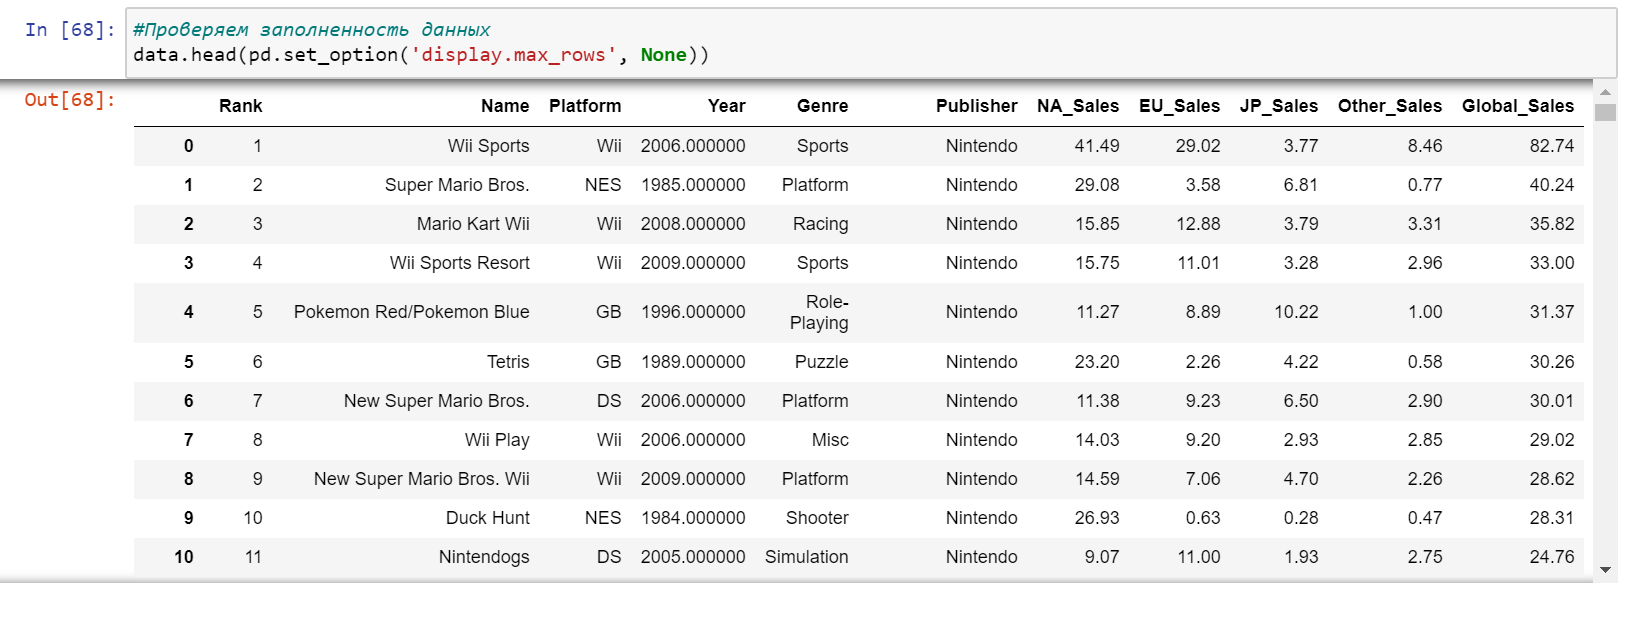 In [68]: #Проверяем заполненность данных
data.head(pd.set_option('display.max_rows', None))
Out[68]:
Rank Name Platform Year Genre Publisher NA_Sales EU_Sales JP_Sales Other_Sales Global_Sales
0 1 Wii Sports Wii 2006.000000 Sports Nintendo 41.49 29.02 3.77 8.46 82.74
1 2 Super Mario Bros. NES 1985.000000 Platform Nintendo 29.08 3.58 6.81 0.77 40.24
2 3 Mario Kart Wii Wii 2008.000000 Racing Nintendo 15.85 12.88 3.79 3.31 35.82
3 4 Wii Sports Resort Wii 2009.000000 Sports Nintendo 15.75 11.01 3.28 2.96 33.00
4 5 Pokemon Red/Pokemon Blue GB 1996.000000 Role-
Playing Nintendo 11.27 8.89 10.22 1.00 31.37
5 6 Tetris GB 1989.000000 Puzzle Nintendo 23.20 2.26 4.22 0.58 30.26
6 7 New Super Mario Bros. DS 2006.000000 Platform Nintendo 11.38 9.23 6.50 2.90 30.01
7 8 Wii Play Wii 2006.000000 Misc Nintendo 14.03 9.20 2.93 2.85 29.02
8 9 New Super Mario Bros. Wii Wii 2009.000000 Platform Nintendo 14.59 7.06 4.70 2.26 28.62
9 10 Duck Hunt NES 1984.000000 Shooter Nintendo 26.93 0.63 0.28 0.47 28.31
10 11 Nintendogs DS 2005.000000 Simulation Nintendo 9.07 11.00 1.93 2.75 24.76